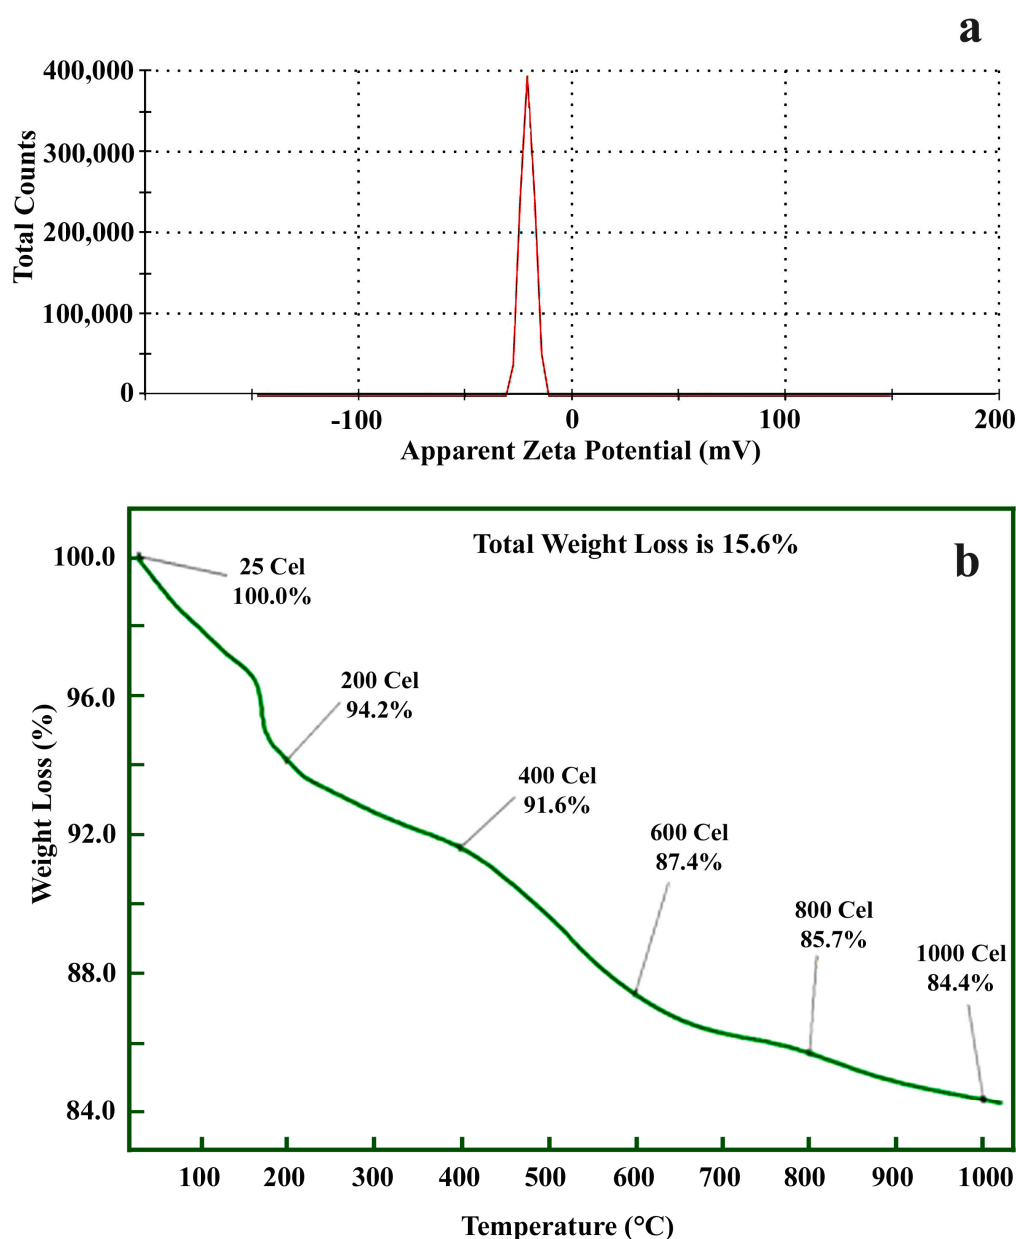 a
400,000
300,000
200,000
100,000
0
Total Counts
-100
0
100
200
Apparent Zeta Potential (mV)
Total Weight Loss is 15.6%
b
100.0
96.0
92.0
88.0
84.0
Weight Loss (%)
25 Cel
100.0%
200 Cel
94.2%
400 Cel
91.6%
600 Cel
87.4%
800 Cel
85.7%
1000 Cel
84.4%
100
200
300
400
500
600
700
800
900
1000
Temperature (°C)